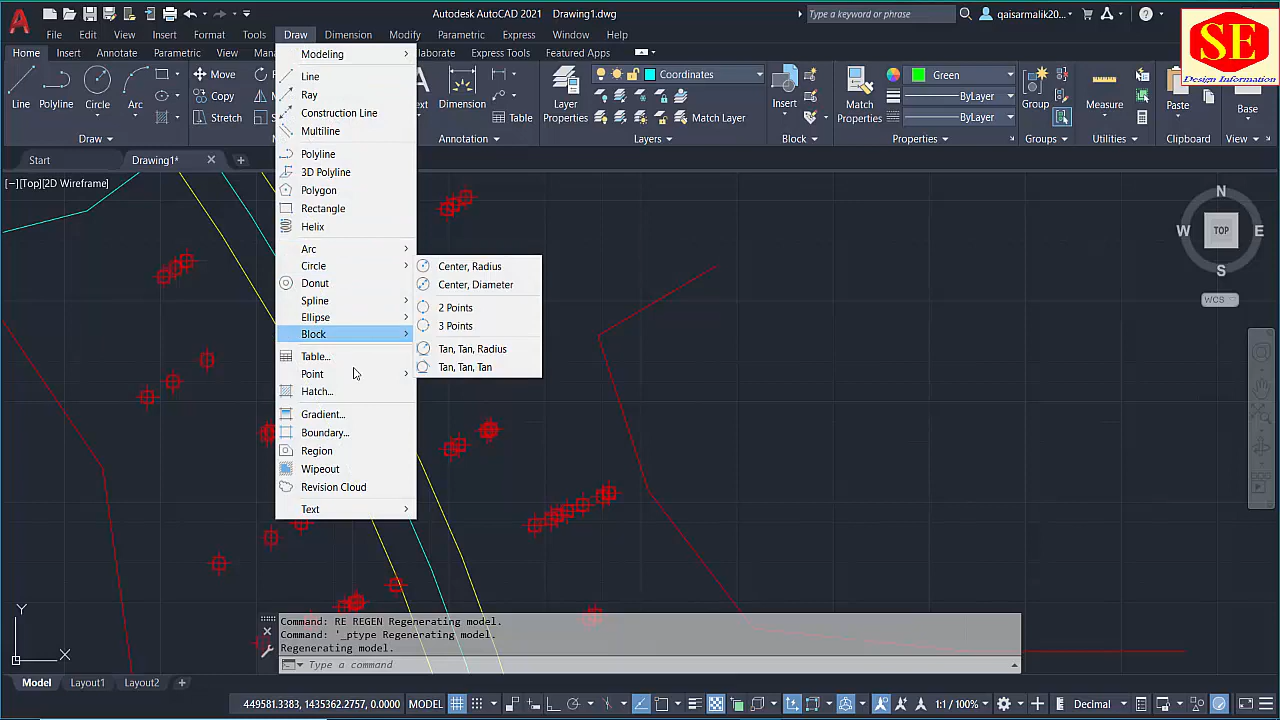 Autodesk AutoCAD 2021 Drawing1.dwg
Type a keyword or phrase
qaisarmalik20...
File Edit View Insert Format Tools Draw Dimension Modify Parametric Express Window Help
Home Insert Annotate Parametric View Express Tools Featured Apps
Line Polyline Circle Arc
Move
Copy
Stretch
Dimension
Table
Layer
Properties
Coordinates
Match Layer
Insert
Match
Properties
Green
ByLayer
ByLayer
Group
Measure
Paste
Base
Draw Annotation Layers Block Properties Groups Utilities Clipboard View
SE
Design Information
Start Drawing1*
[−][Top][2D Wireframe]
Modeling
Line
Ray
Construction Line
Multiline
Polyline
3D Polyline
Polygon
Rectangle
Helix
Arc
Circle
Donut
Spline
Ellipse
Block
Table...
Point
Hatch...
Gradient...
Boundary...
Region
Wipeout
Revision Cloud
Text
Center, Radius
Center, Diameter
2 Points
3 Points
Tan, Tan, Radius
Tan, Tan, Tan
N
W TOP E
S
WCS
Y
X
Command: RE REGEN Regenerating model.
Command: '_ptype Regenerating model.
Regenerating model.
Type a command
Model Layout1 Layout2
449581.3383, 1435362.2757, 0.0000 MODEL 1:1 / 100% Decimal